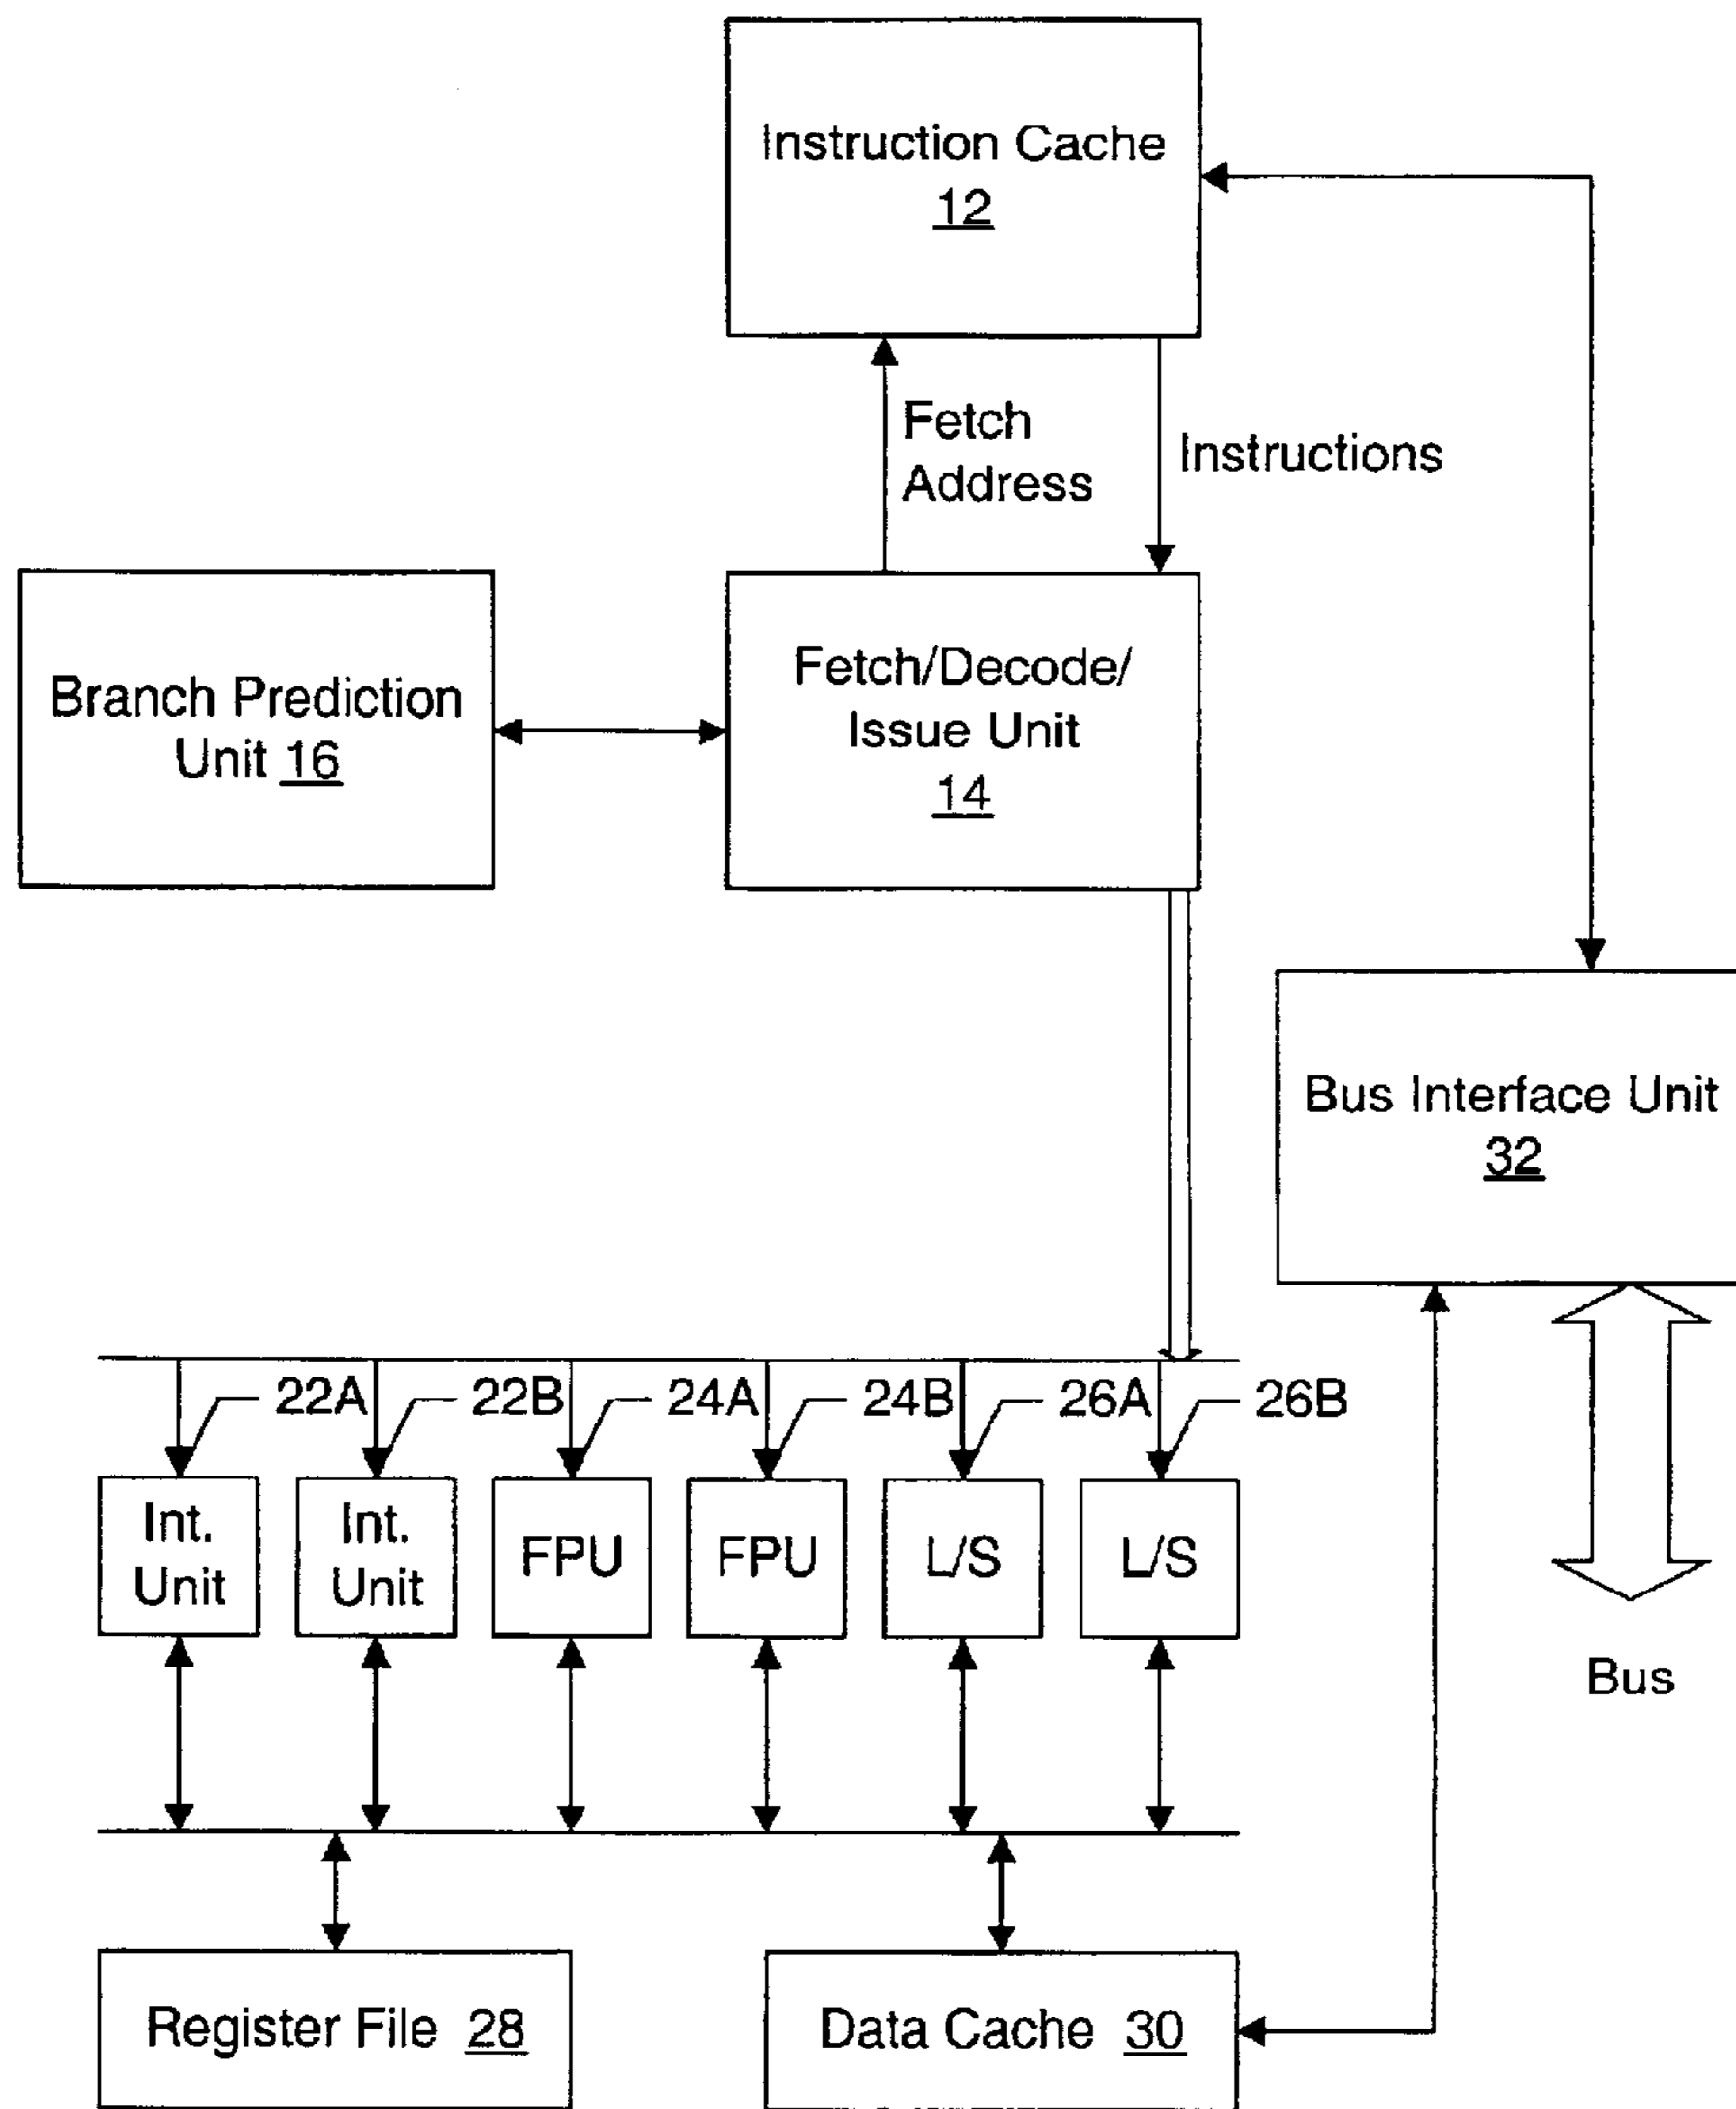 Instruction Cache
12
Fetch
Address
Instructions
Branch Prediction
Unit 16
Fetch/Decode/
Issue Unit
14
Bus Interface Unit
32
22A
22B
24A
24B
26A
26B
Int.
Unit
Int.
Unit
FPU
FPU
L/S
L/S
Bus
Register File 28
Data Cache 30